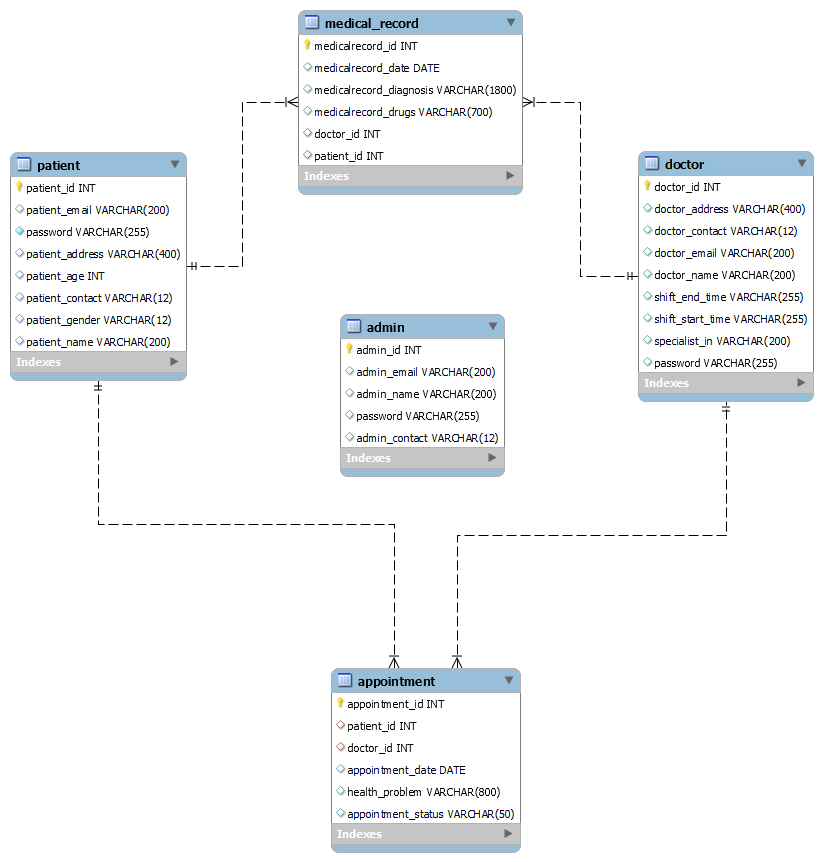 medical_record
medicalrecord_id INT
medicalrecord_date DATE
medicalrecord_diagnosis VARCHAR(1800)
medicalrecord_drugs VARCHAR(700)
doctor_id INT
patient_id INT
Indexes
patient
patient_id INT
patient_email VARCHAR(200)
password VARCHAR(255)
patient_address VARCHAR(400)
patient_age INT
patient_contact VARCHAR(12)
patient_gender VARCHAR(12)
patient_name VARCHAR(200)
Indexes
doctor
doctor_id INT
doctor_address VARCHAR(400)
doctor_contact VARCHAR(12)
doctor_email VARCHAR(200)
doctor_name VARCHAR(200)
shift_end_time VARCHAR(255)
shift_start_time VARCHAR(255)
specialist_in VARCHAR(200)
password VARCHAR(255)
Indexes
admin
admin_id INT
admin_email VARCHAR(200)
admin_name VARCHAR(200)
password VARCHAR(255)
admin_contact VARCHAR(12)
Indexes
appointment
appointment_id INT
patient_id INT
doctor_id INT
appointment_date DATE
health_problem VARCHAR(800)
appointment_status VARCHAR(50)
Indexes